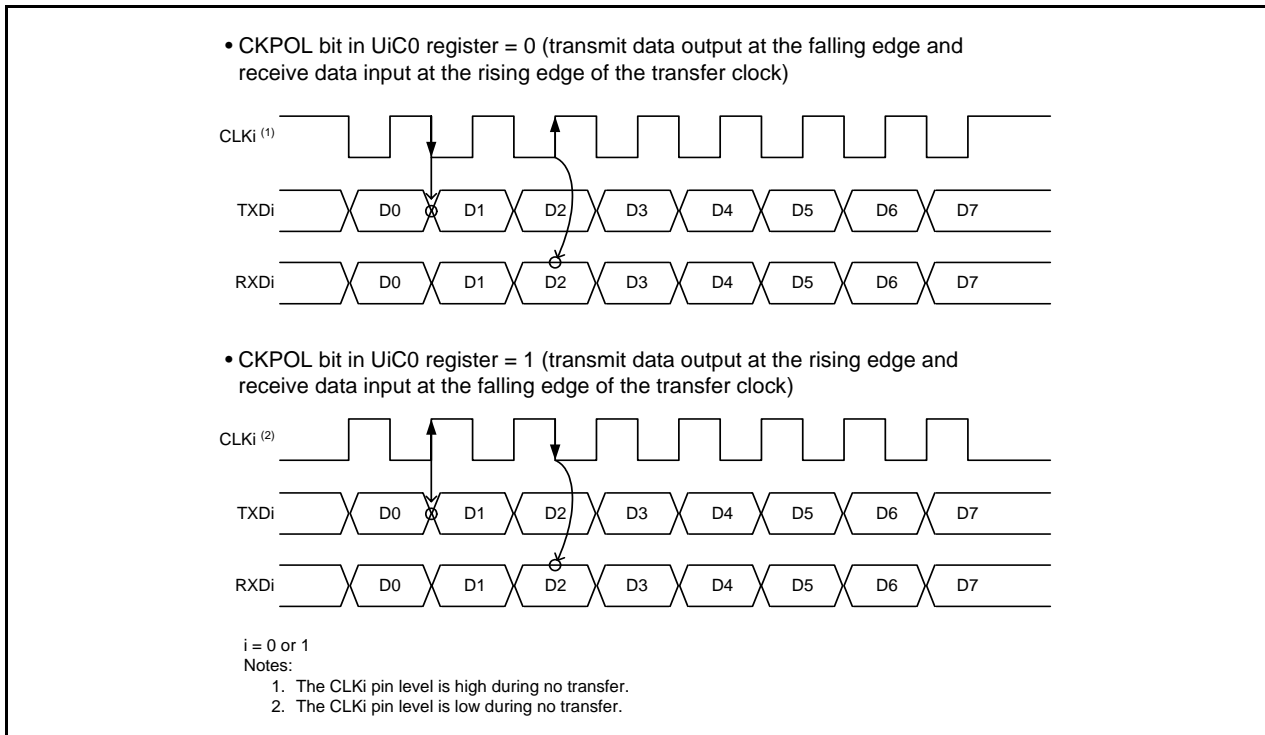 • CKPOL bit in UiC0 register = 0 (transmit data output at the falling edge and
receive data input at the rising edge of the transfer clock)
CLKi (1)
TXDi D0 D1 D2 D3 D4 D5 D6 D7
RXDi D0 D1 D2 D3 D4 D5 D6 D7
• CKPOL bit in UiC0 register = 1 (transmit data output at the rising edge and
receive data input at the falling edge of the transfer clock)
CLKi (2)
TXDi D0 D1 D2 D3 D4 D5 D6 D7
RXDi D0 D1 D2 D3 D4 D5 D6 D7
i = 0 or 1
Notes:
1. The CLKi pin level is high during no transfer.
2. The CLKi pin level is low during no transfer.